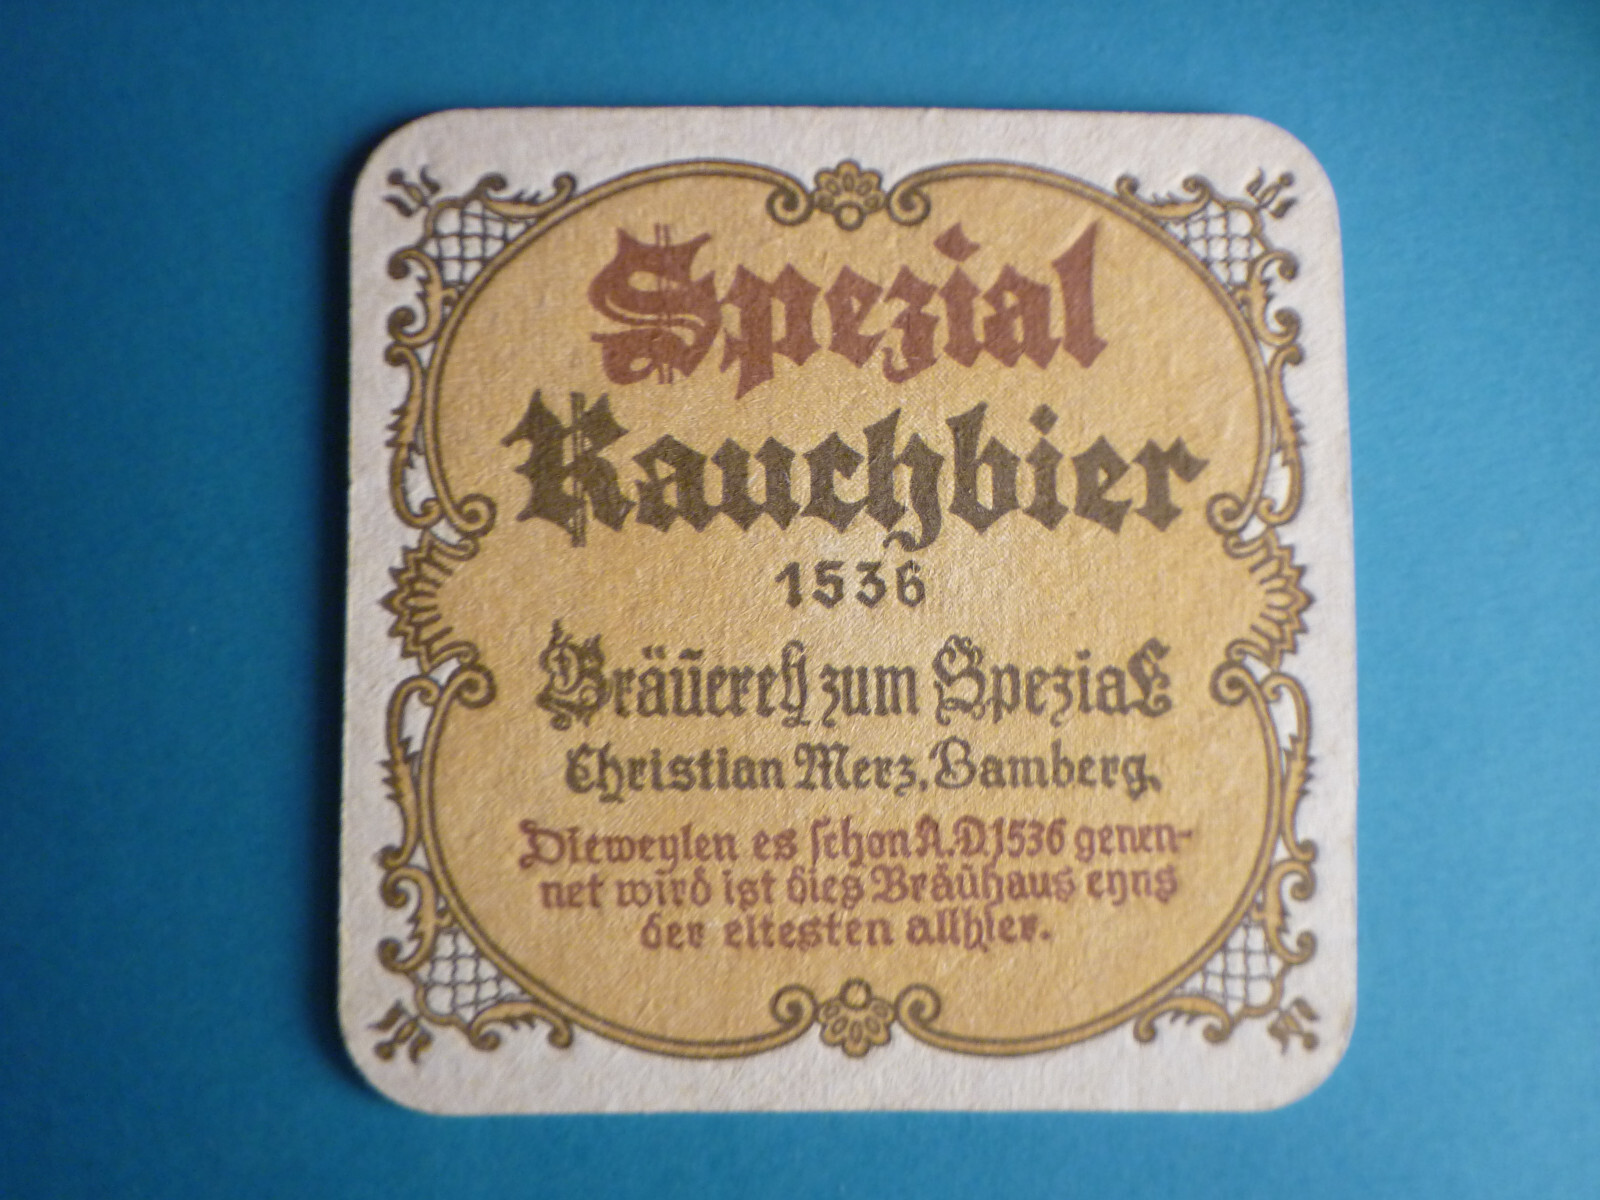 Spezial
Rauchbier
1536
Bräuerey zum Spezial
Christian Merz, Bamberg.
Dieweylen es schon A.D.1536 genen-
net wird ist dies Bräuhaus eyns
der eltesten allhier.